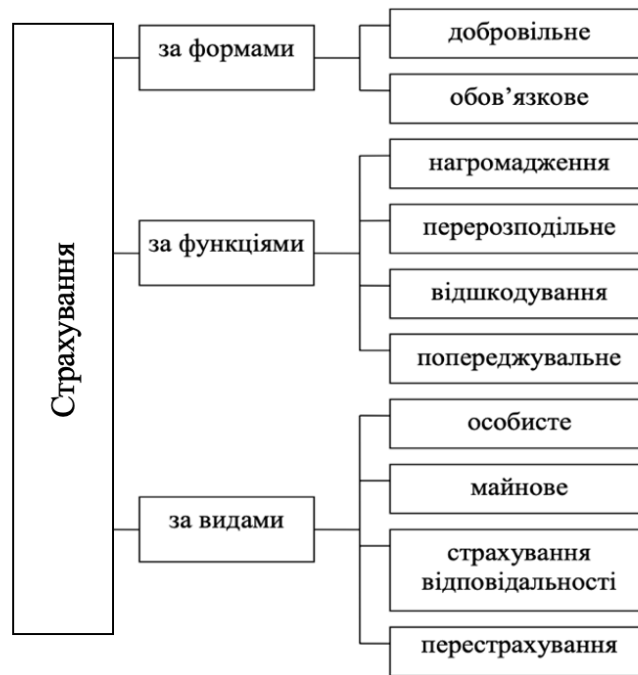 Страхування
за формами
добровільне
обов’язкове
за функціями
нагромадження
перерозподільне
відшкодування
попереджувальне
за видами
особисте
майнове
страхування
відповідальності
перестрахування